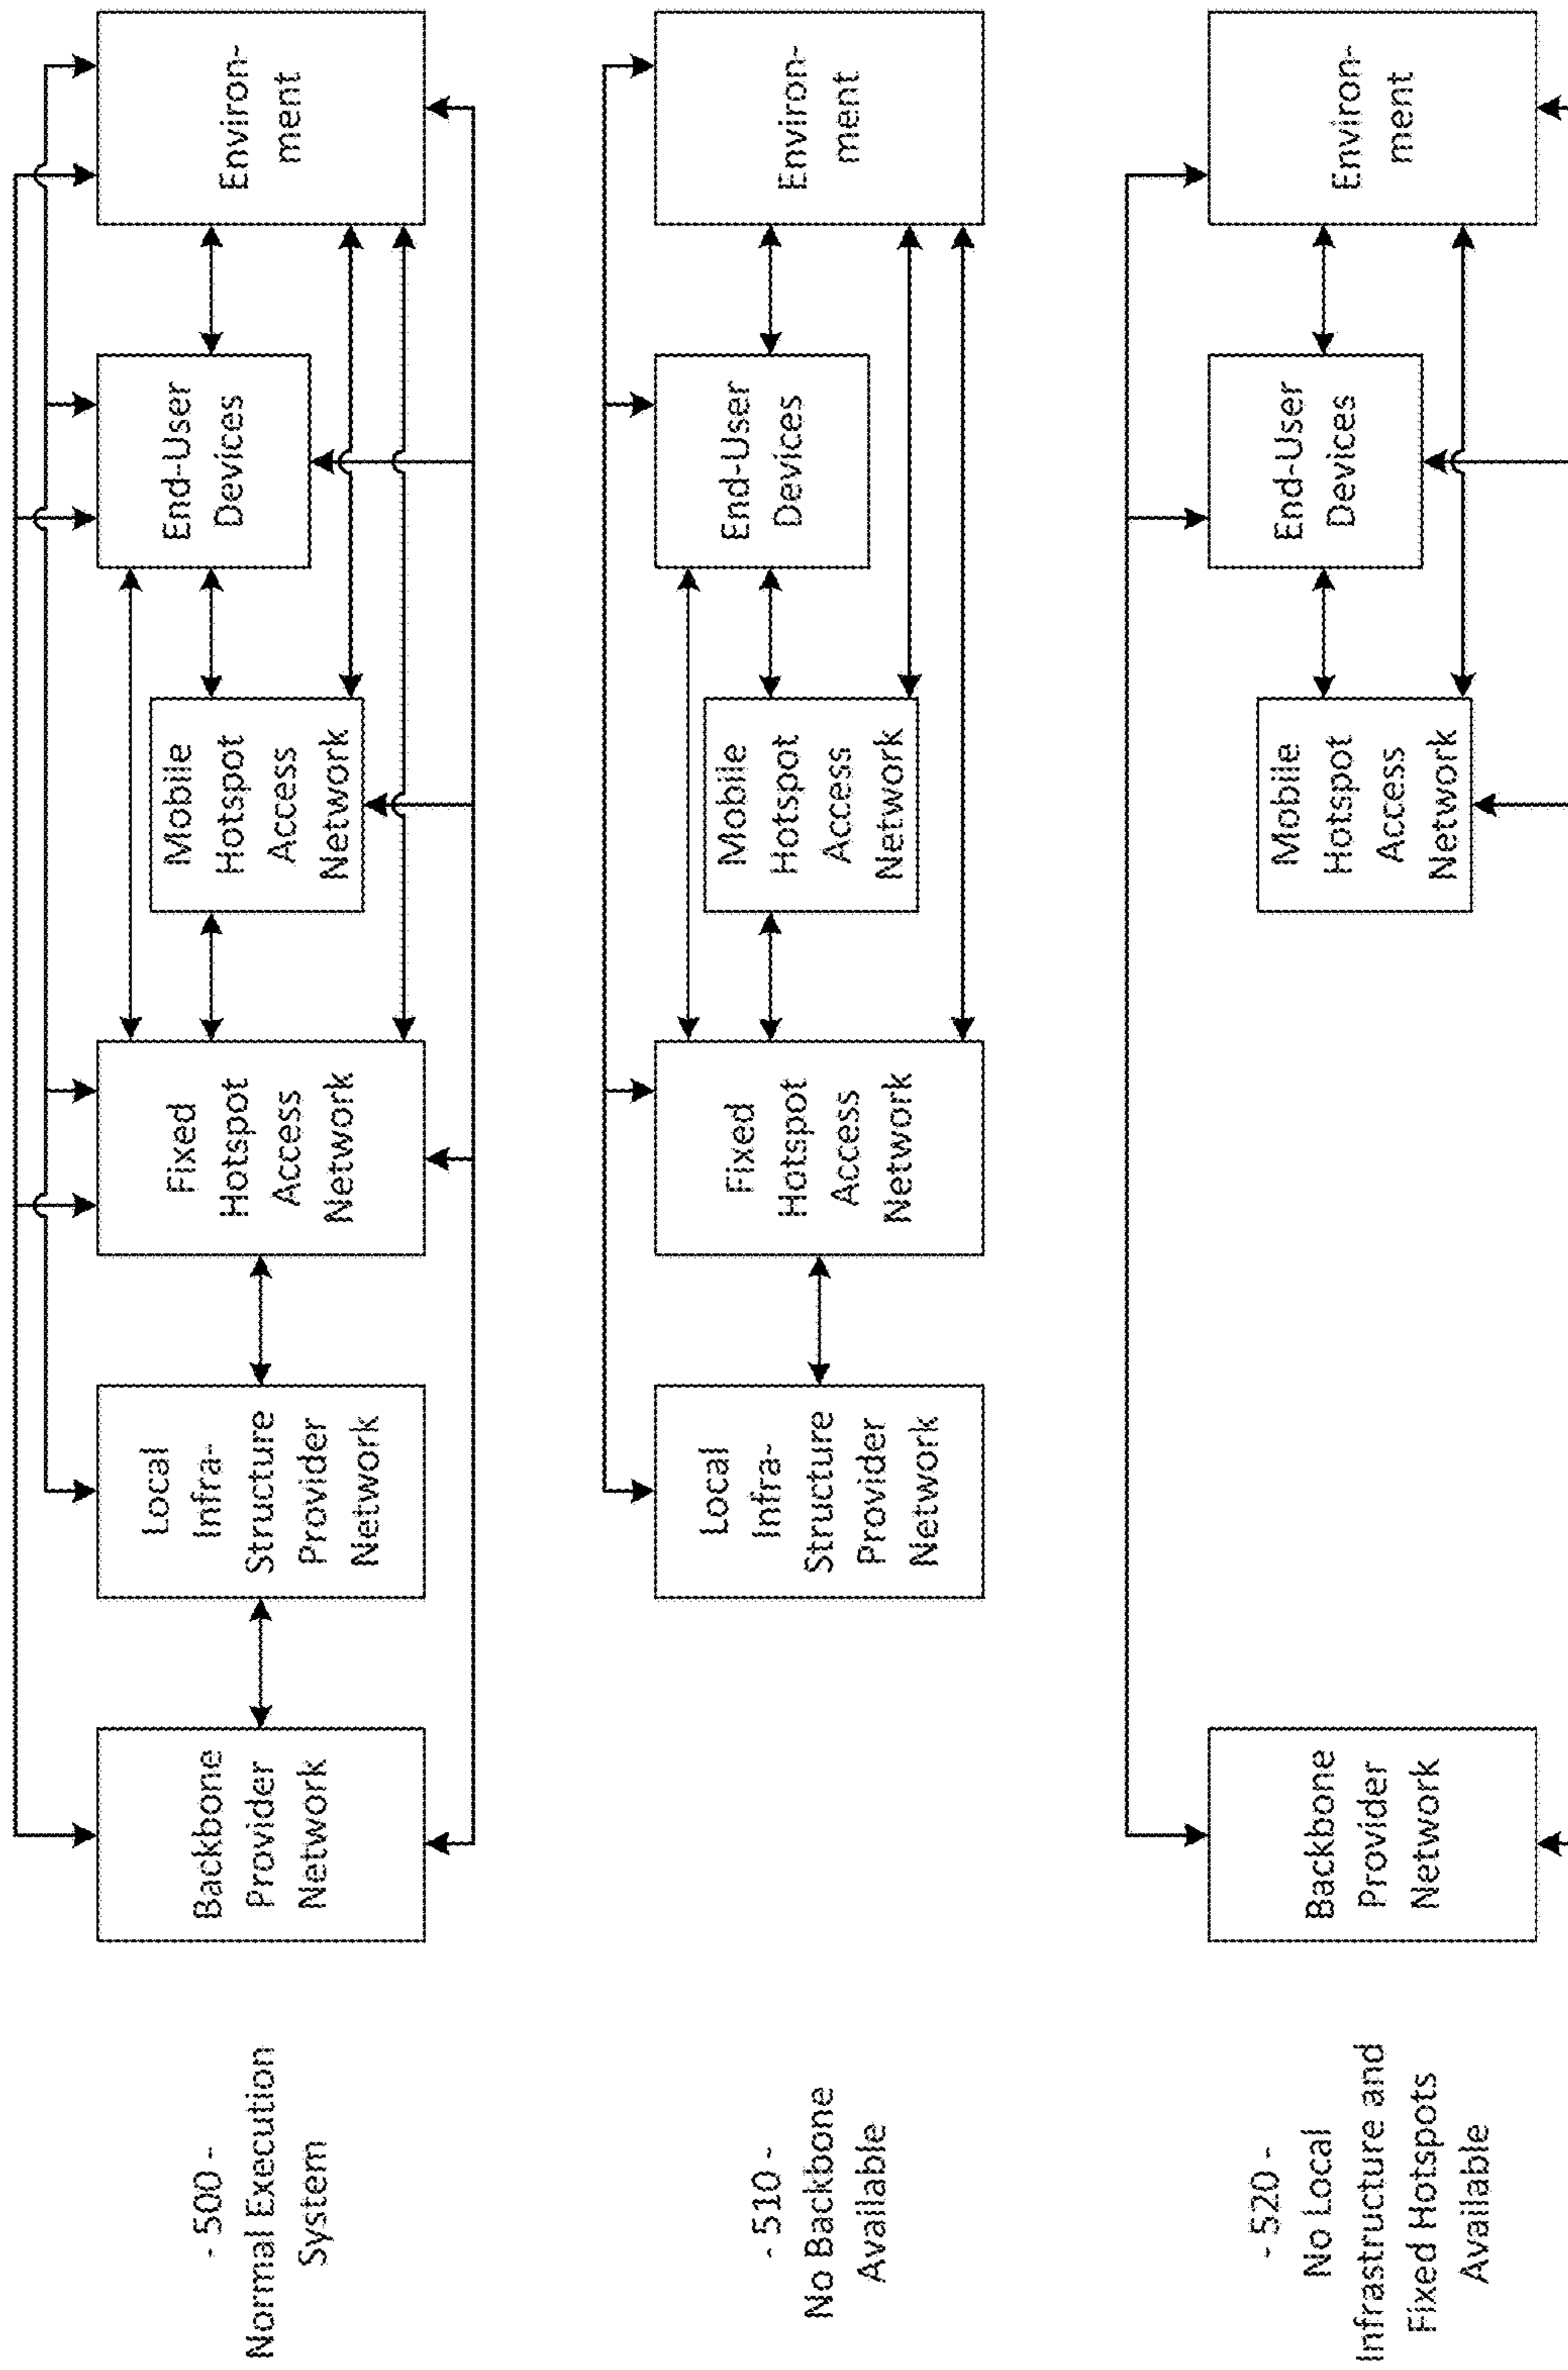 - 500 -
Normal Execution
System
Backbone
Provider
Network
Local
Infra-
Structure
Provider
Network
Fixed
Hotspot
Access
Network
Mobile
Hotspot
Access
Network
End-User
Devices
Environ-
ment
- 510 -
No Backbone
Available
Local
Infra-
Structure
Provider
Network
Fixed
Hotspot
Access
Network
Mobile
Hotspot
Access
Network
End-User
Devices
Environ-
ment
- 520 -
No Local
Infrastructure and
Fixed Hotspots
Available
Backbone
Provider
Network
Mobile
Hotspot
Access
Network
End-User
Devices
Environ-
ment